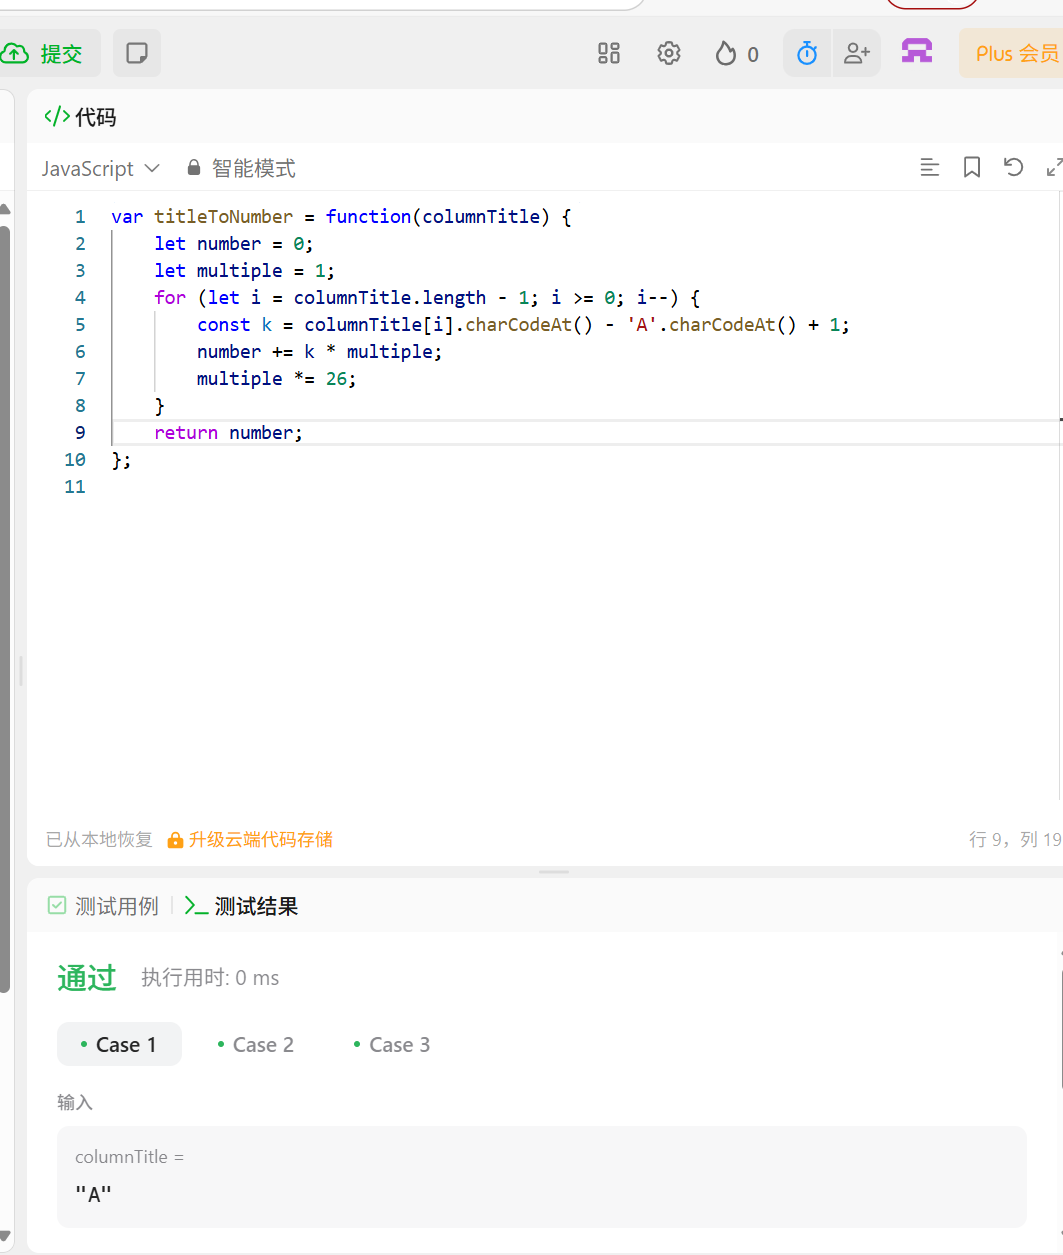 提交
0
Plus 会员
</> 代码
JavaScript 智能模式
1 var titleToNumber = function(columnTitle) {
2 let number = 0;
3 let multiple = 1;
4 for (let i = columnTitle.length - 1; i >= 0; i--) {
5 const k = columnTitle[i].charCodeAt() - 'A'.charCodeAt() + 1;
6 number += k * multiple;
7 multiple *= 26;
8 }
9 return number;
10 };
11
已从本地恢复 升级云端代码存储 行 9，列 19
测试用例 测试结果
通过 执行用时: 0 ms
Case 1 Case 2 Case 3
输入
columnTitle =
"A"